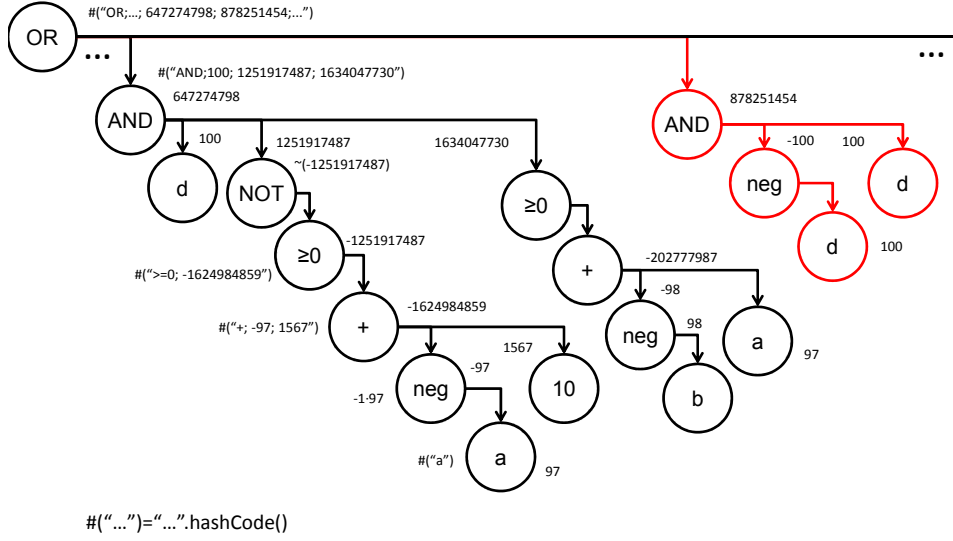 #(“OR;…; 647274798; 878251454;…”)
OR
...
...
#(“AND;100; 1251917487; 1634047730”)
647274798
878251454
AND
AND
100
1251917487
~(-1251917487)
1634047730
-100
100
d
NOT
≥0
neg
d
-1251917487
≥0
d
100
#(“>=0; -1624984859”)
-202777987
+
-98
-1624984859
#(“+; -97; 1567”)
+
98
neg
a
1567
97
-97
neg
10
b
-1·97
#(“a”)
a
97
#(“…”)=“…”.hashCode()